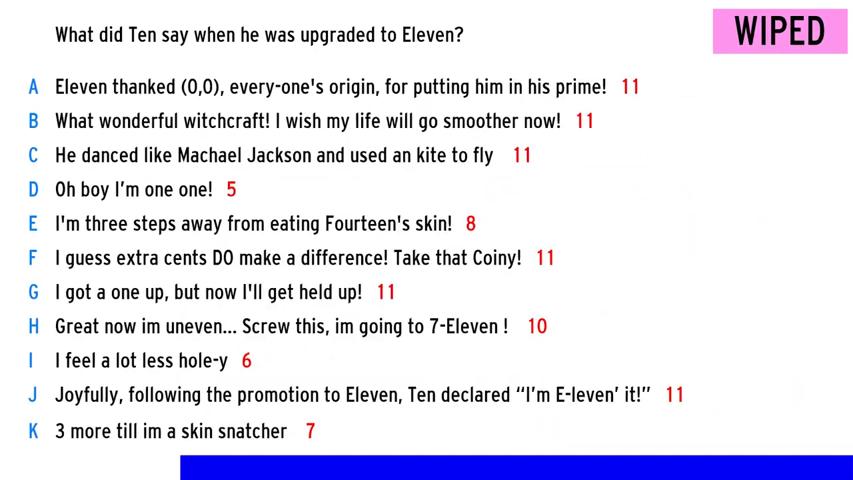 What did Ten say when he was upgraded to Eleven?
WIPED
A Eleven thanked (0,0), every-one's origin, for putting him in his prime! 11
B What wonderful witchcraft! I wish my life will go smoother now! 11
C He danced like Machael Jackson and used an kite to fly 11
D Oh boy I'm one one! 5
E I'm three steps away from eating Fourteen's skin! 8
F I guess extra cents DO make a difference! Take that Coiny! 11
G I got a one up, but now I'll get held up! 11
H Great now im uneven... Screw this, im going to 7-Eleven ! 10
I I feel a lot less hole-y 6
J Joyfully, following the promotion to Eleven, Ten declared “I'm E-leven’ it!” 11
K 3 more till im a skin snatcher 7